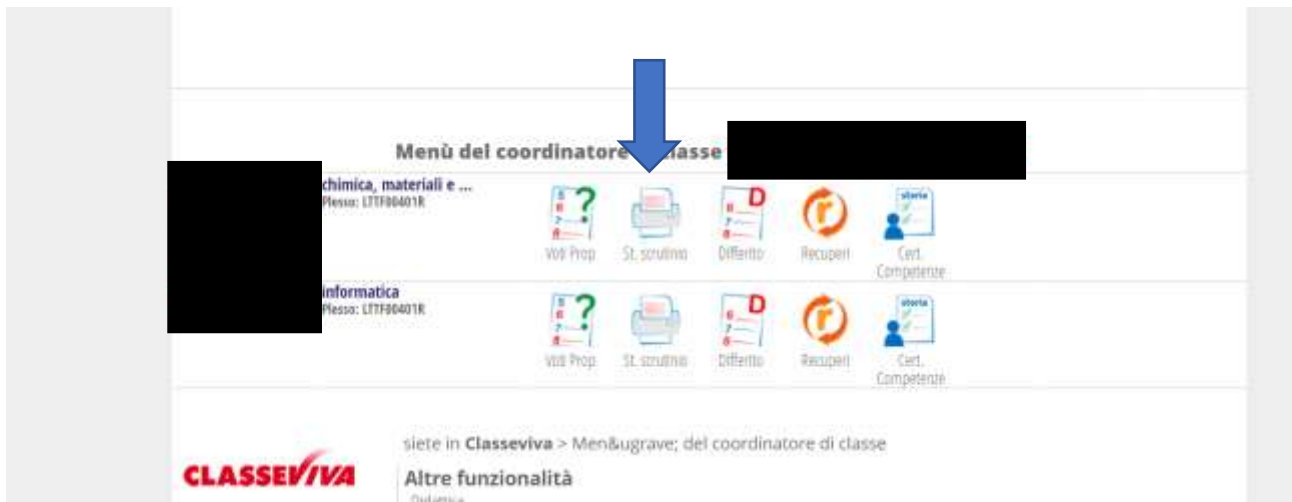 Menù del coordinatore classe
chimica, materiali e ...
Plesso: LTTF00401R
Voti Prop
St. scrutinio
Differito
Recuperi
Cert.
Competenze
informatica
Plesso: LTTF00401R
Voti Prop
St. scrutinio
Differito
Recuperi
Cert.
Competenze
siete in Classeviva > Men&ugrave; del coordinatore di classe
CLASSEVIVA
Altre funzionalità
Didattica